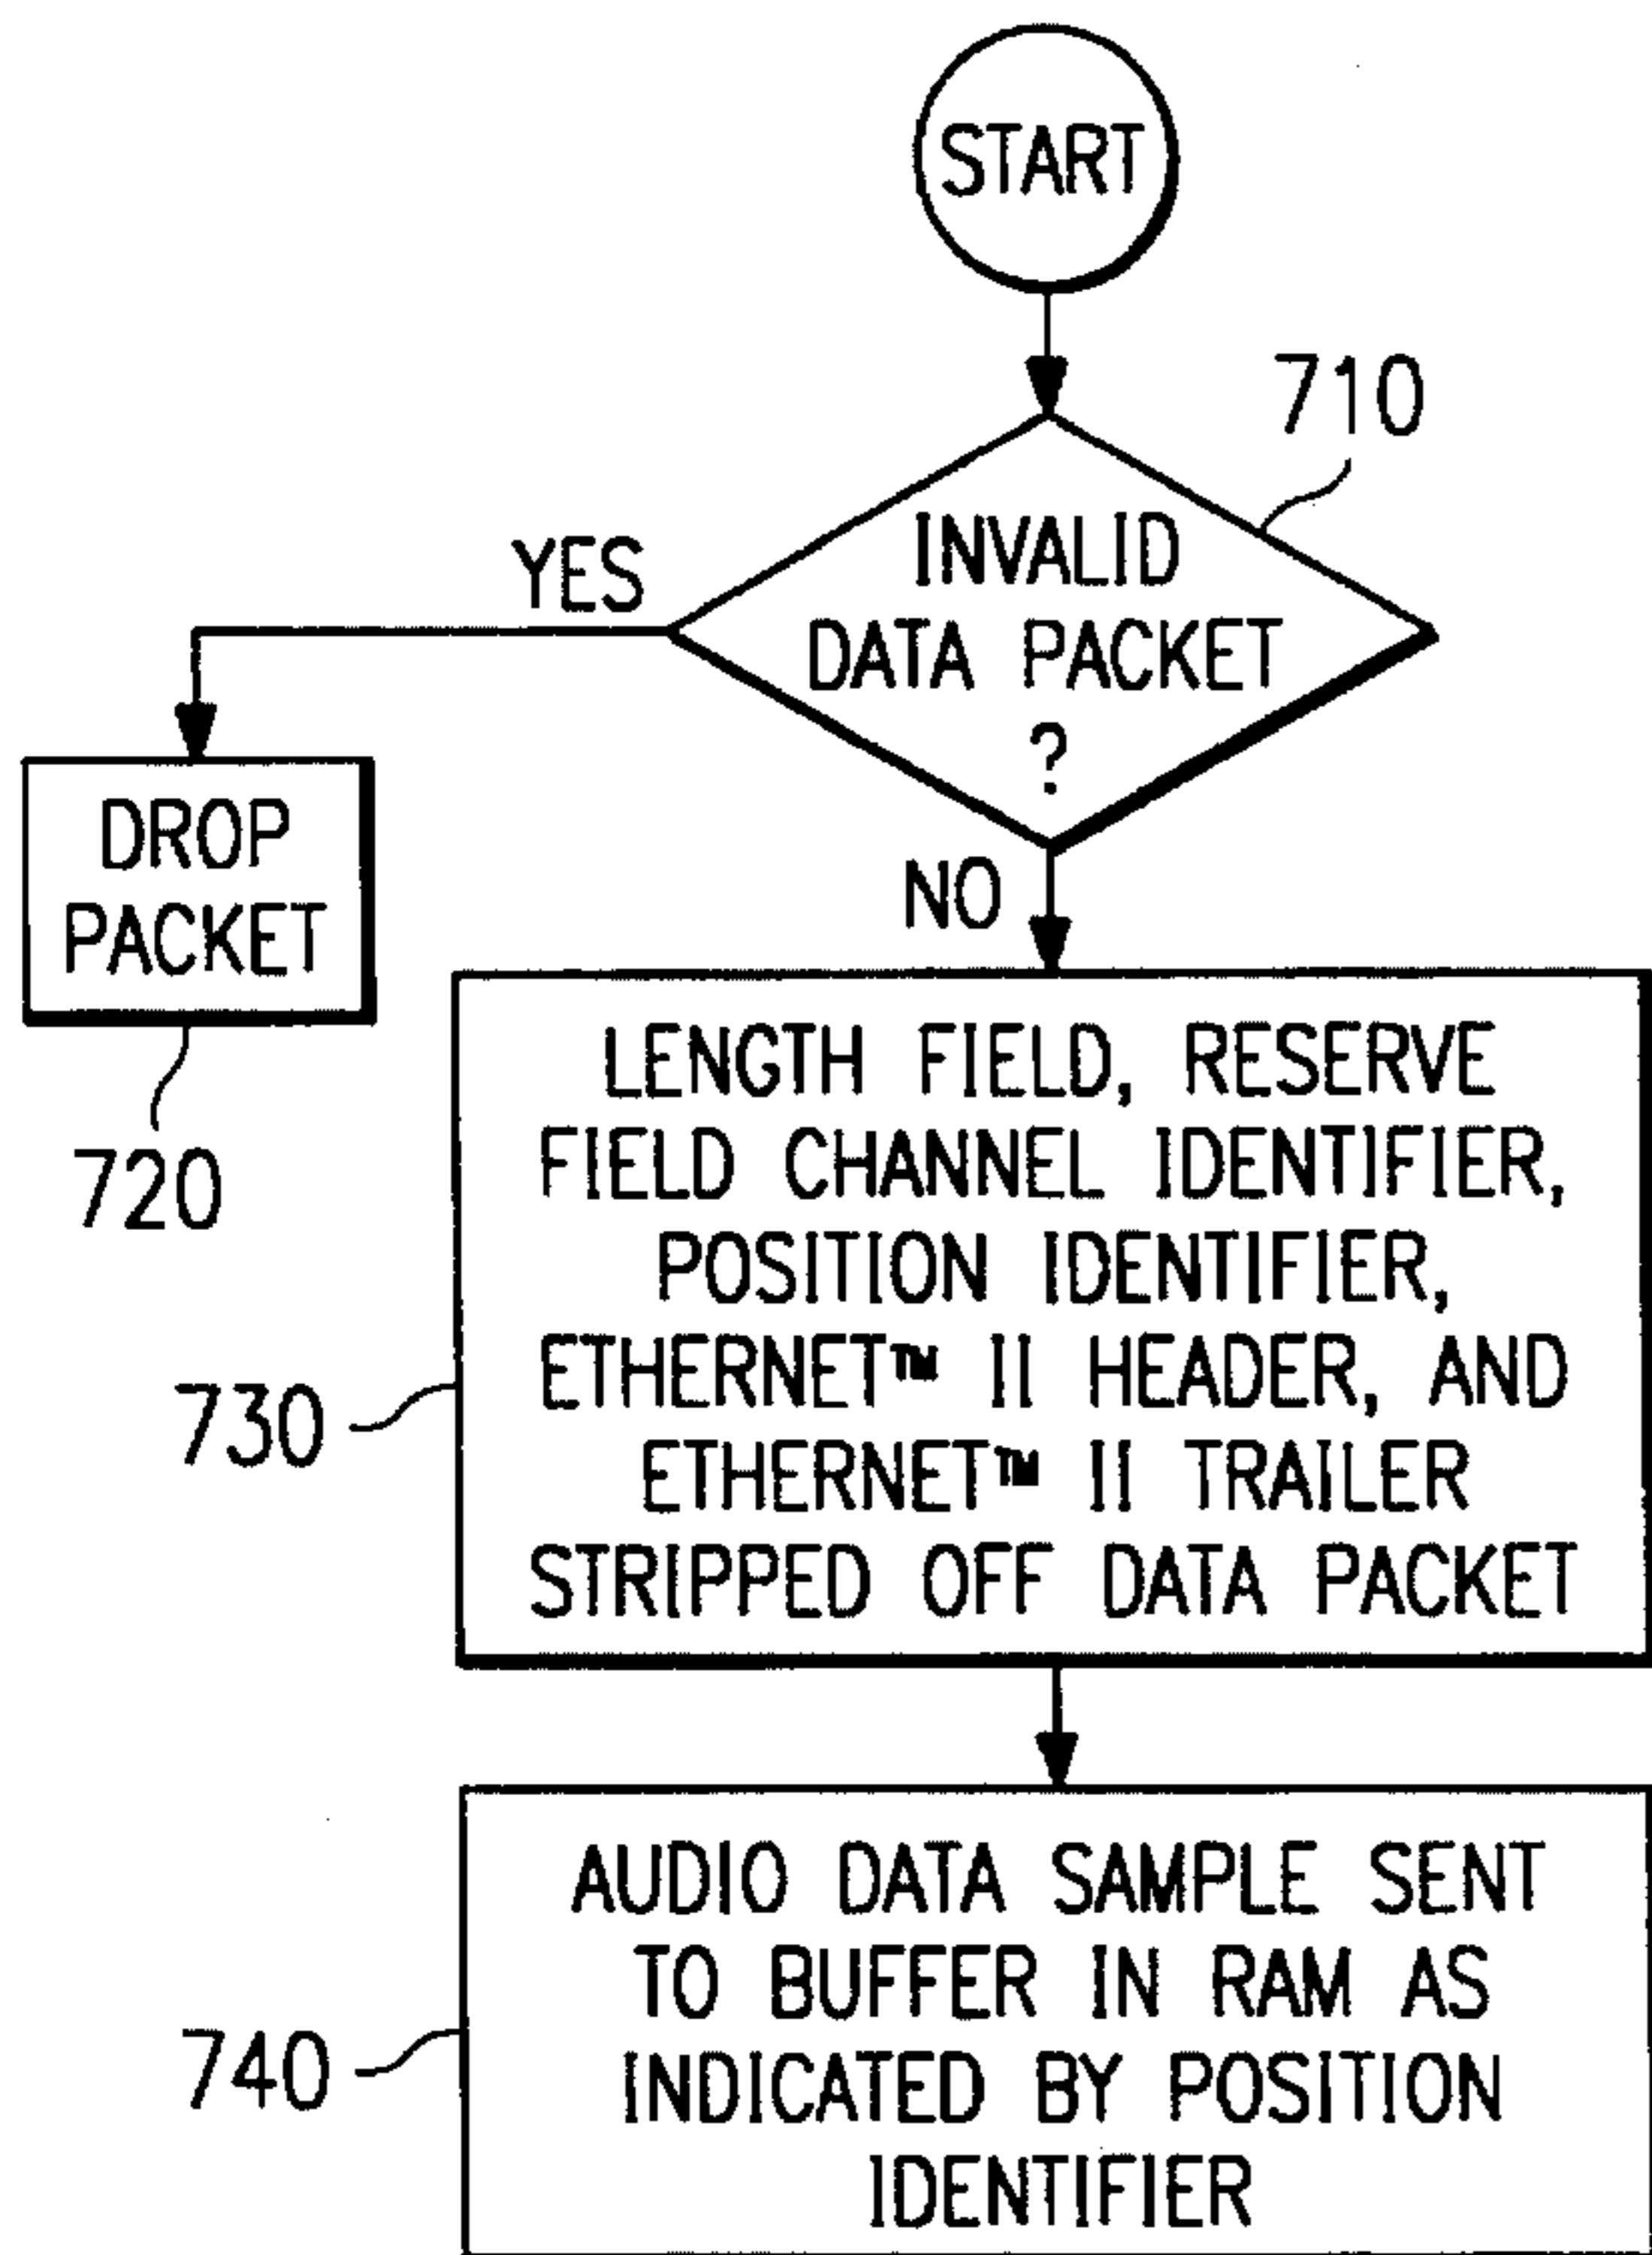 START
710
INVALID
DATA PACKET
?
YES
NO
DROP
PACKET
720
LENGTH FIELD, RESERVE
FIELD CHANNEL IDENTIFIER,
POSITION IDENTIFIER,
ETHERNET™ II HEADER, AND
ETHERNET™ II TRAILER
STRIPPED OFF DATA PACKET
730
AUDIO DATA SAMPLE SENT
TO BUFFER IN RAM AS
INDICATED BY POSITION
IDENTIFIER
740